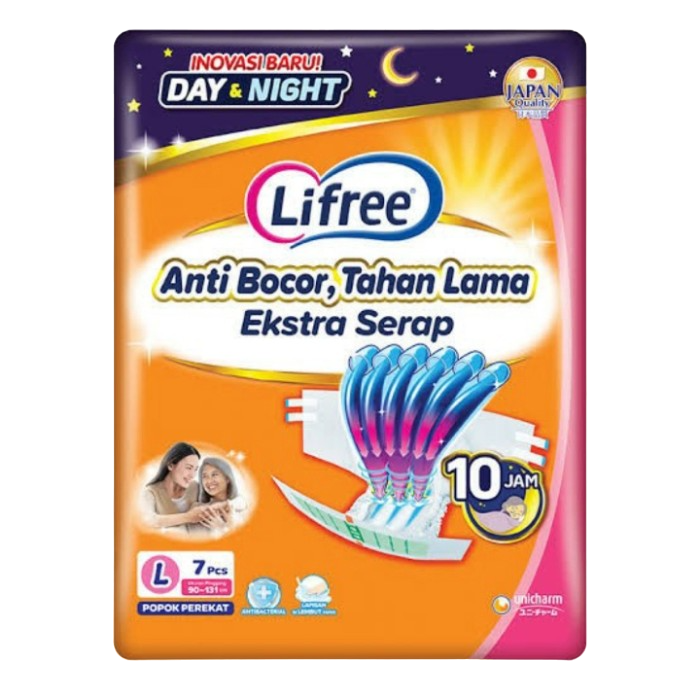 INOVASI BARU!
DAY & NIGHT
JAPAN
Quality
Lifree®
Anti Bocor, Tahan Lama
Ekstra Serap
10 JAM
L
7 Pcs
90-131 cm
POPOK PEREKAT
ANTIBACTERIAL
unicharm
ユニ・チャーム